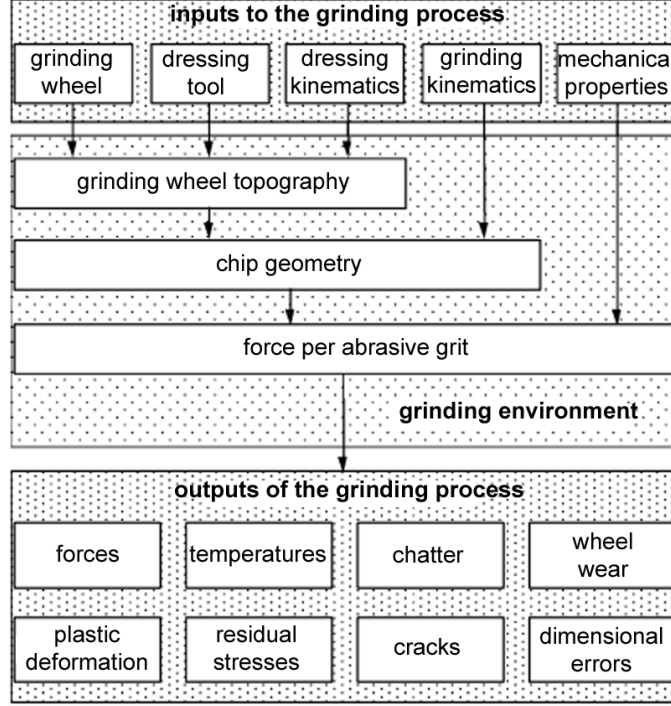 inputs to the grinding process
grinding
wheel
dressing
tool
dressing
kinematics
grinding
kinematics
mechanica
properties
grinding wheel topography
chip geometry
force per abrasive grit
grinding environment
outputs of the grinding process
forces
temperatures
chatter
wheel
wear
plastic
deformation
residual
stresses
cracks
dimensional
errors